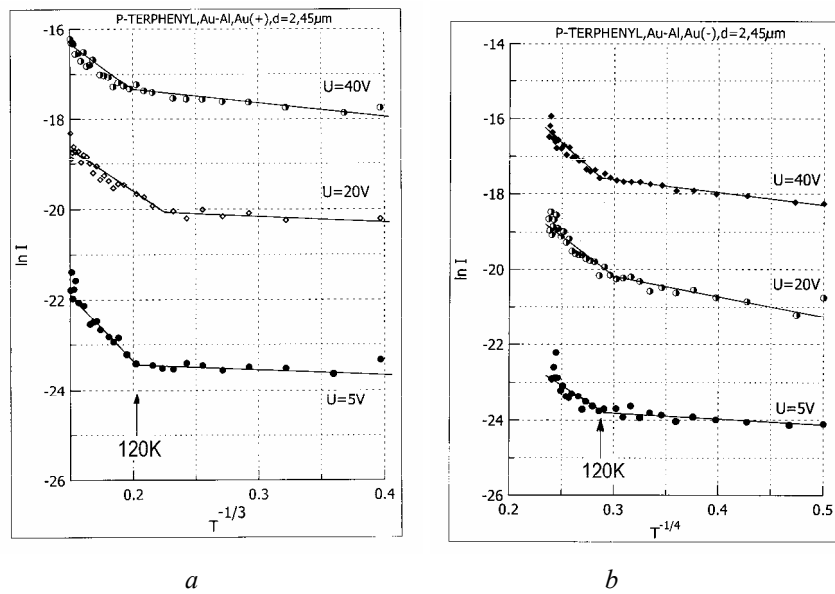 P-TERPHENYL,Au-Al,Au(+),d=2,45µm
-16
-18
-20
-22
-24
-26
ln I
U=40V
U=20V
U=5V
120K
0.2
0.3
0.4
T-1/3
a
P-TERPHENYL,Au-Al,Au(-),d=2,45µm
-14
-16
-18
-20
-22
-24
-26
ln I
U=40V
U=20V
U=5V
120K
0.2
0.3
0.4
0.5
T-1/4
b